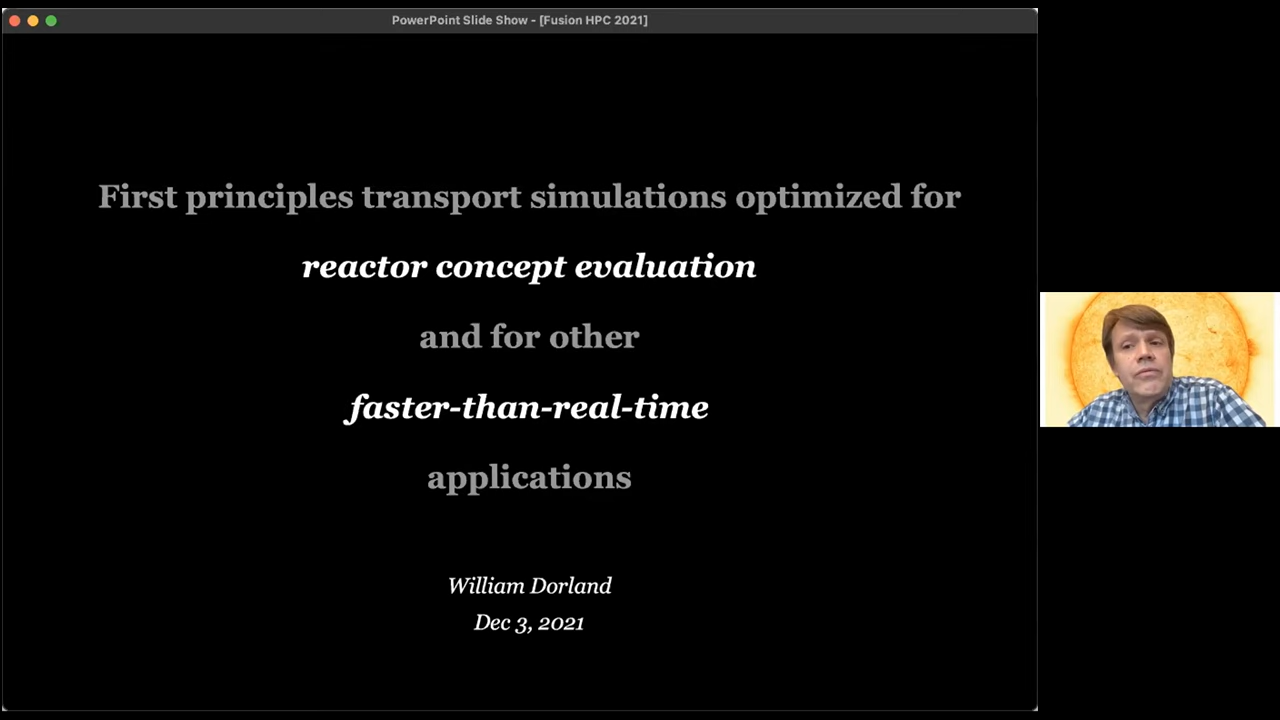 PowerPoint Slide Show - [Fusion HPC 2021]
First principles transport simulations optimized for
reactor concept evaluation
and for other
faster-than-real-time
applications
William Dorland
Dec 3, 2021